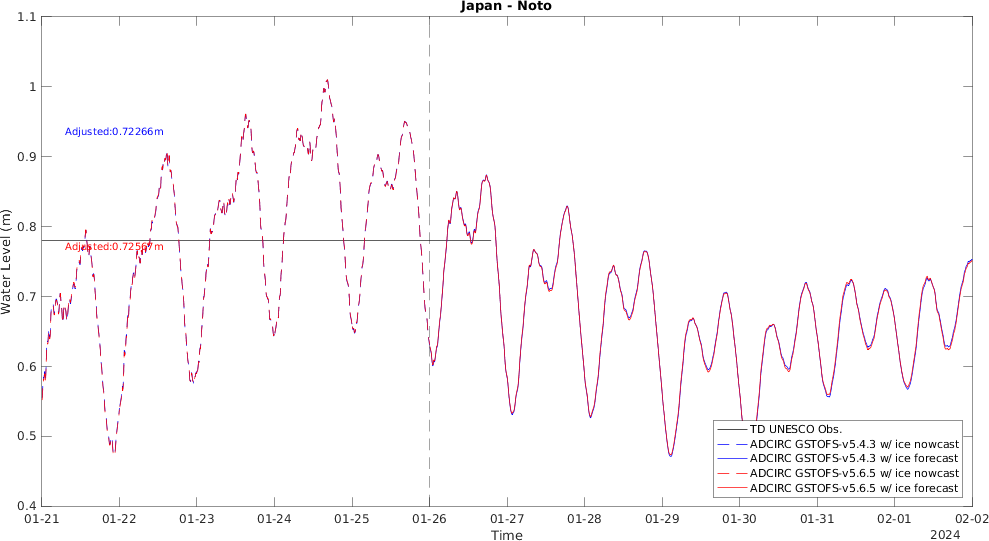 Japan - Noto
1.1
1
0.9
0.8
0.7
0.6
0.5
0.4
Water Level (m)
Adjusted:0.72266m
Adjusted:0.72567m
TD UNESCO Obs.
ADCIRC GSTOFS-v5.4.3 w/ ice nowcast
ADCIRC GSTOFS-v5.4.3 w/ ice forecast
ADCIRC GSTOFS-v5.6.5 w/ ice nowcast
ADCIRC GSTOFS-v5.6.5 w/ ice forecast
01-21 01-22 01-23 01-24 01-25 01-26 01-27 01-28 01-29 01-30 01-31 02-01 02-02
Time
2024